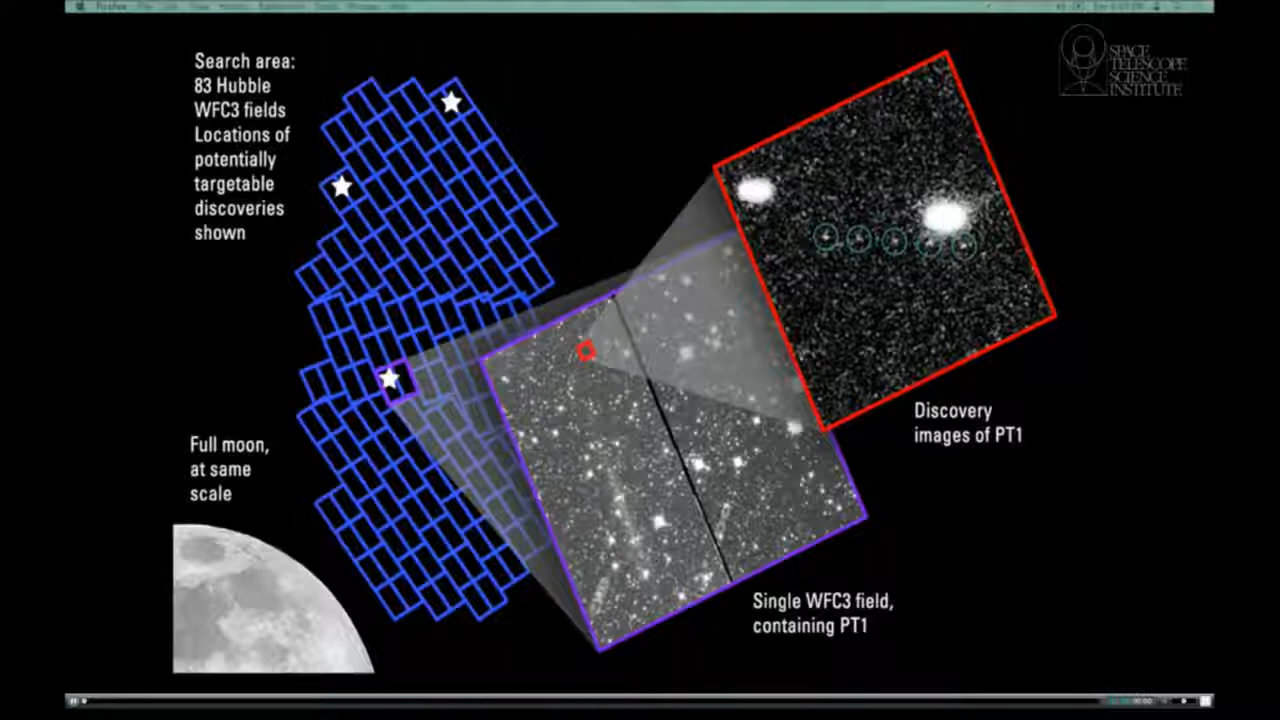 Search area:
83 Hubble
WFC3 fields
Locations of
potentially
targetable
discoveries
shown
SPACE
TELESCOPE
SCIENCE
INSTITUTE
Discovery
images of PT1
Full moon,
at same
scale
Single WFC3 field,
containing PT1